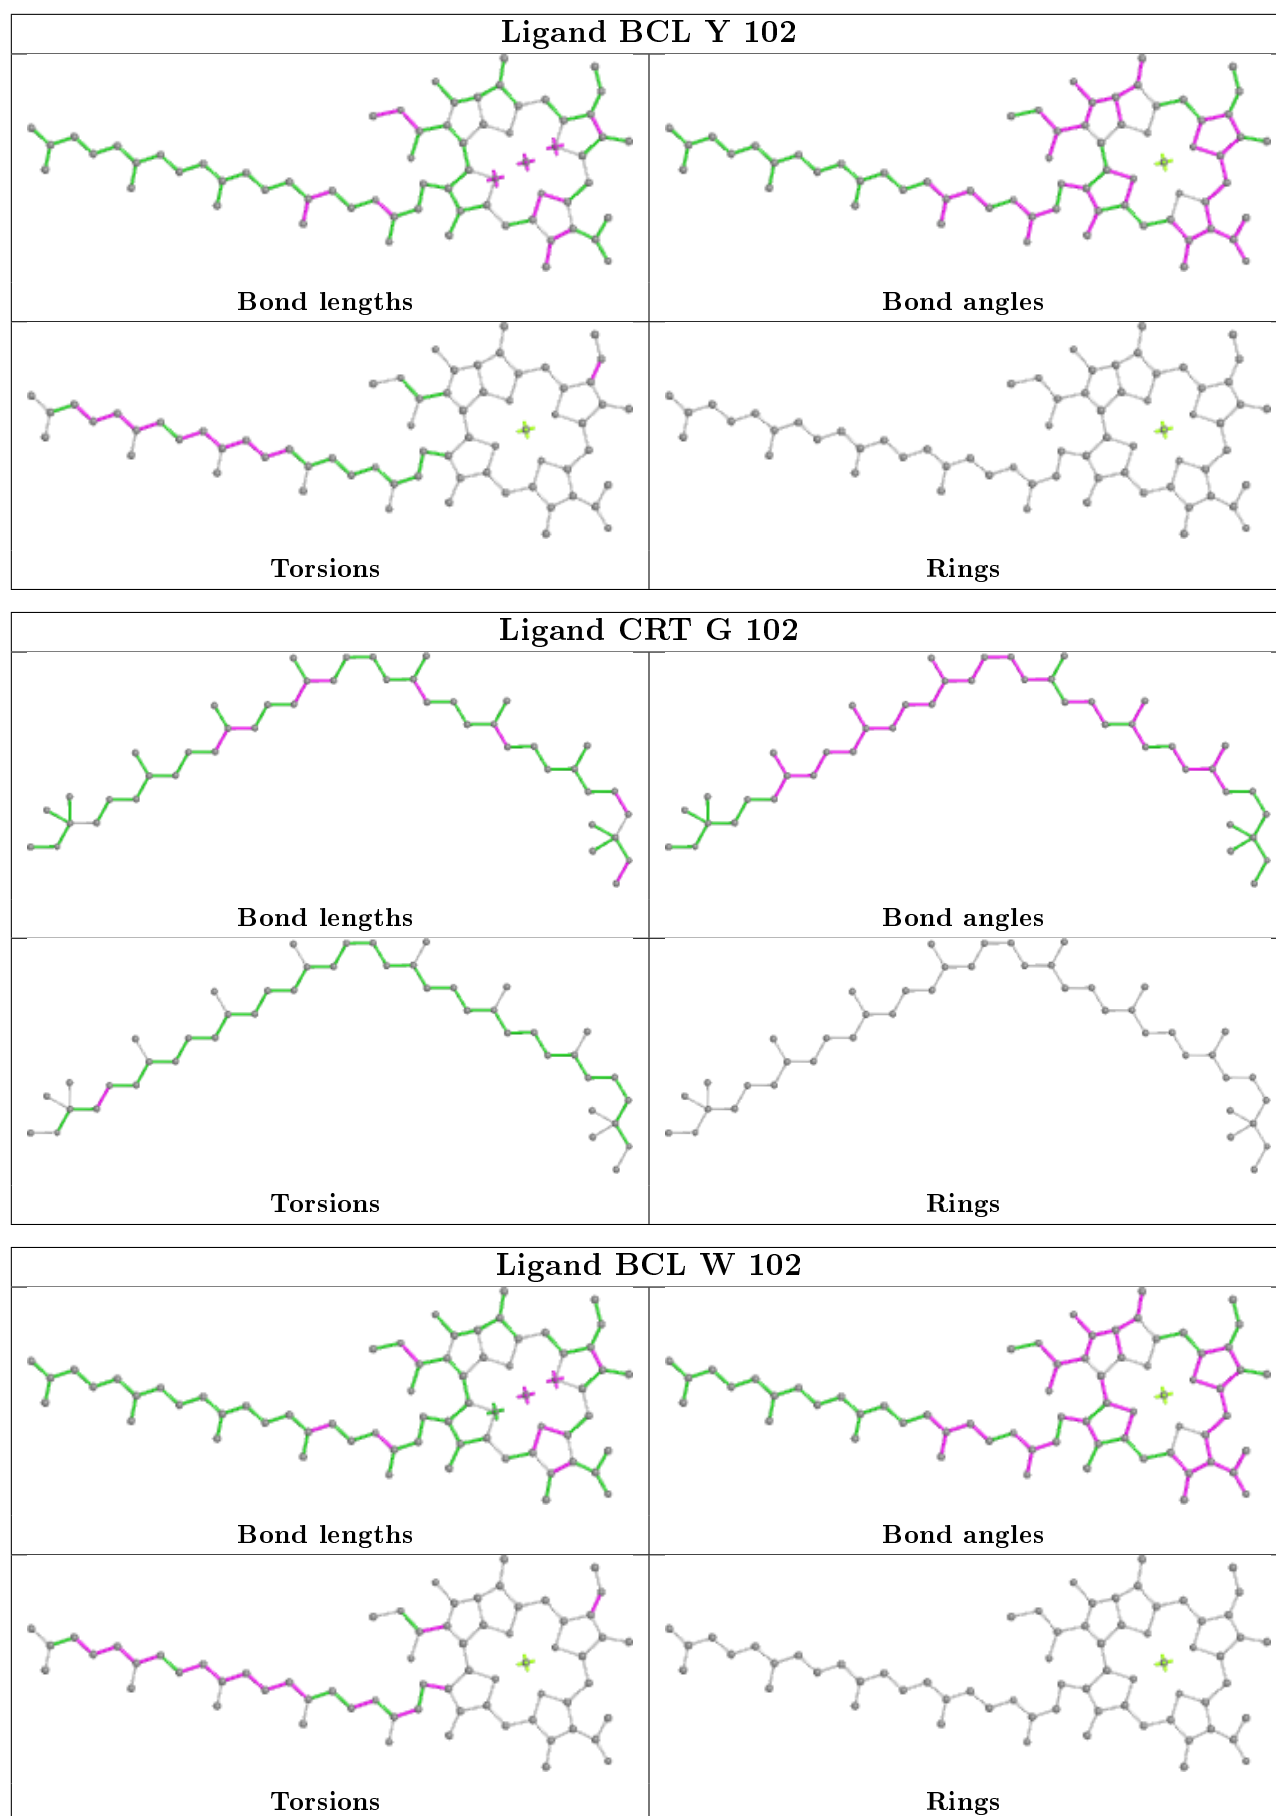 Ligand BCL Y 102
Bond lengths
Bond angles
Torsions
Rings
Ligand CRT G 102
Bond lengths
Bond angles
Torsions
Rings
Ligand BCL W 102
Bond lengths
Bond angles
Torsions
Rings